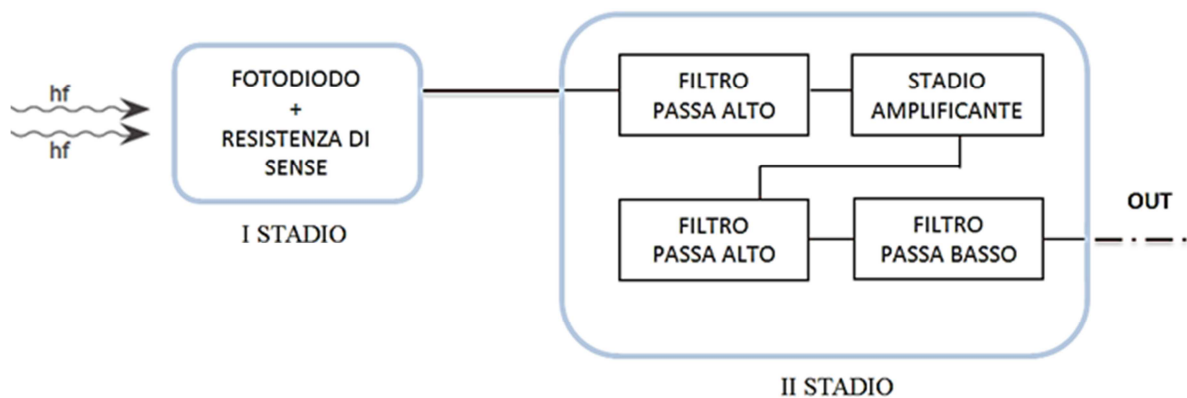 hf
hf
FOTODIODO
+
RESISTENZA DI
SENSE
I STADIO
FILTRO
PASSA ALTO
STADIO
AMPLIFICANTE
FILTRO
PASSA ALTO
FILTRO
PASSA BASSO
OUT
II STADIO